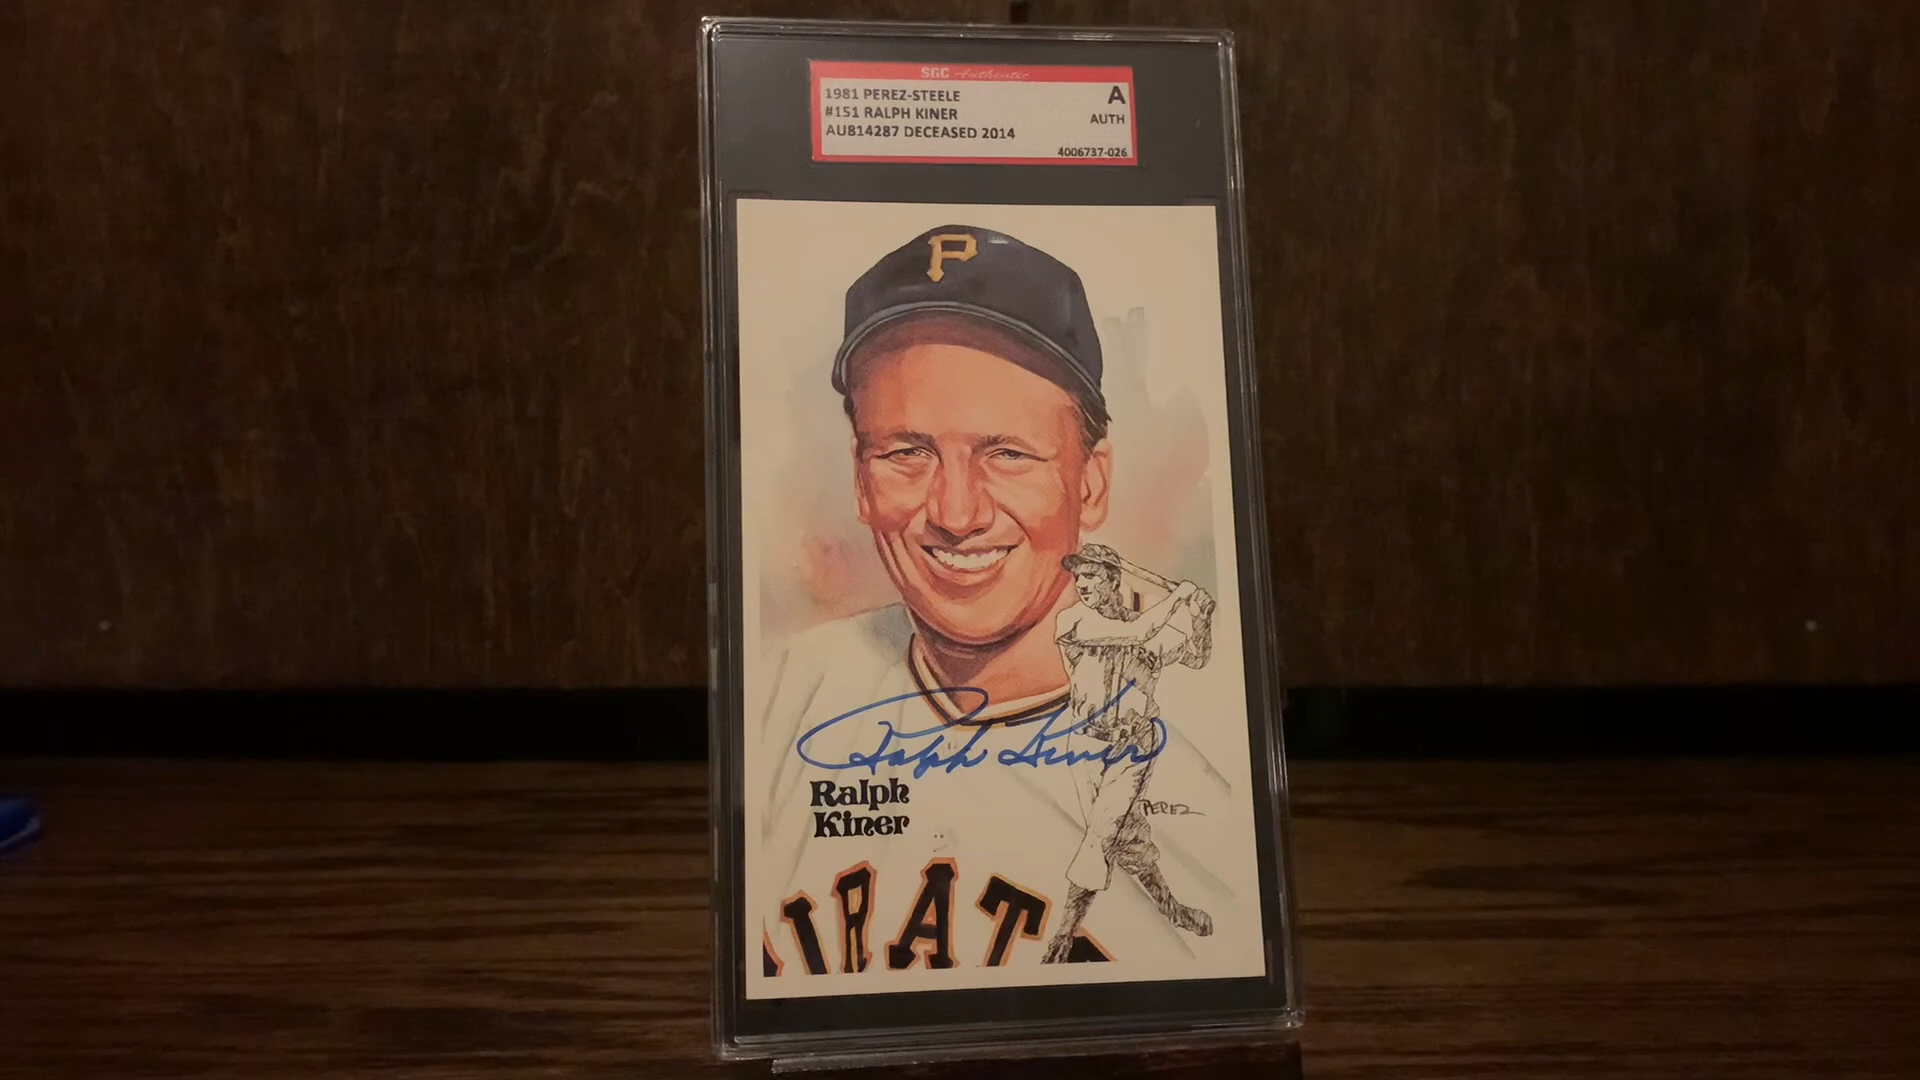 SGC Authentic
1981 PEREZ-STEELE
A
#151 RALPH KINER
AUTH
AU814287 DECEASED 2014
4006737-026
P
Ralph Kiner
Ralph
Kiner
PEREZ
IRAT